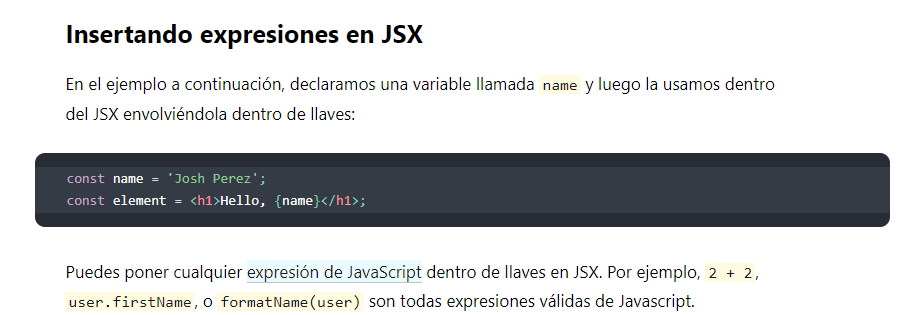 Insertando expresiones en JSX
En el ejemplo a continuación, declaramos una variable llamada name y luego la usamos dentro
del JSX envolviéndola dentro de llaves:
const name = 'Josh Perez';
const element = <h1>Hello, {name}</h1>;
Puedes poner cualquier expresión de JavaScript dentro de llaves en JSX. Por ejemplo, 2 + 2,
user.firstName, o formatName(user) son todas expresiones válidas de Javascript.